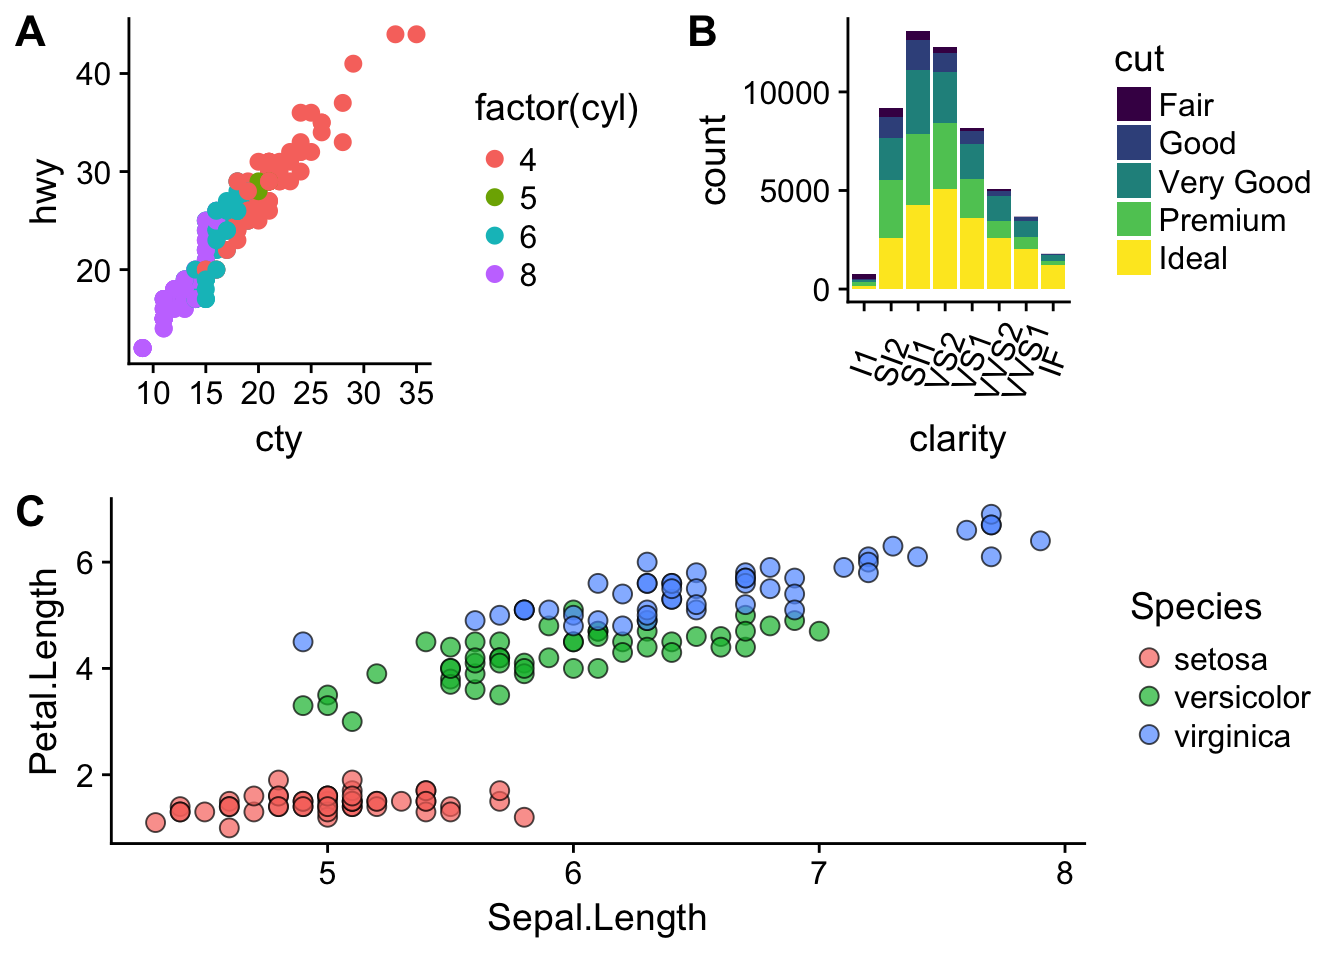 A
hwy
40
30
20
10 15 20 25 30 35
cty
factor(cyl)
4
5
6
8
B
count
10000
5000
0
I1 SI2 SI1 VS2 VS1 VVS2 VVS1 IF
clarity
cut
Fair
Good
Very Good
Premium
Ideal
C
Petal.Length
6
4
2
5 6 7 8
Sepal.Length
Species
setosa
versicolor
virginica